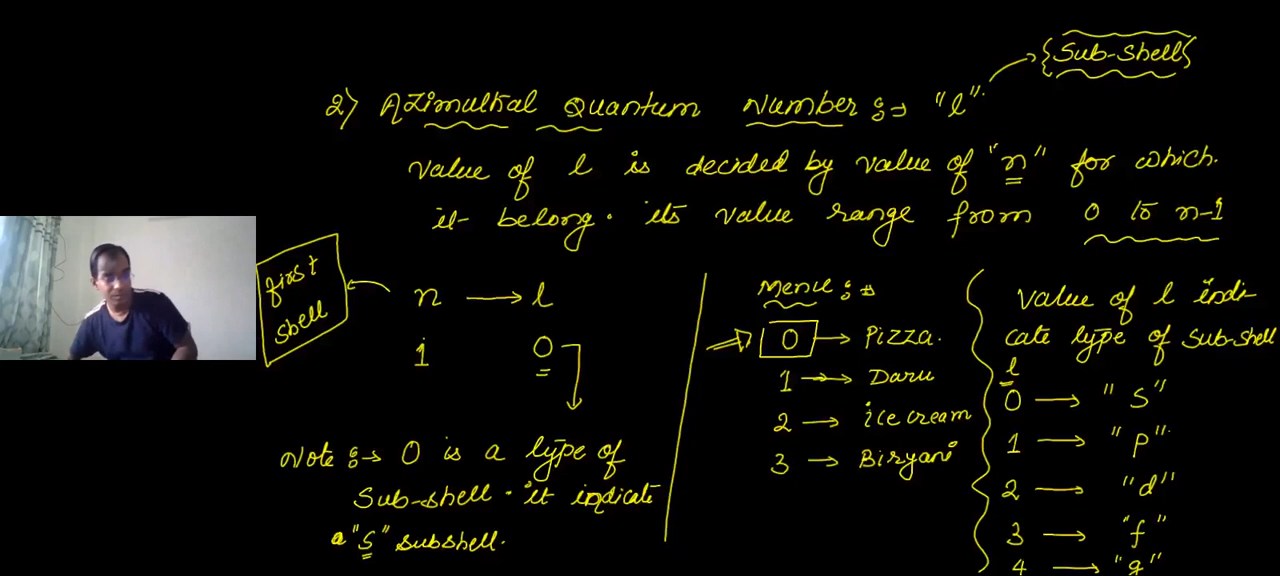 Sub-Shell
2) Azimuthal Quantum Number :→ "l"
value of l is decided by value of "n" for which
it belong. its value range from 0 to n-1
first
shell
n → l
1 0
Note :→ 0 is a type of
Sub-shell. it indicate
a "S" subshell.
Menu :→
0 → Pizza.
1 → Daru
2 → ice cream
3 → Biryani
value of l indi-
cate type of Sub-shell
l
0 → "S"
1 → "p"
2 → "d"
3 → "f"
4 → "g"